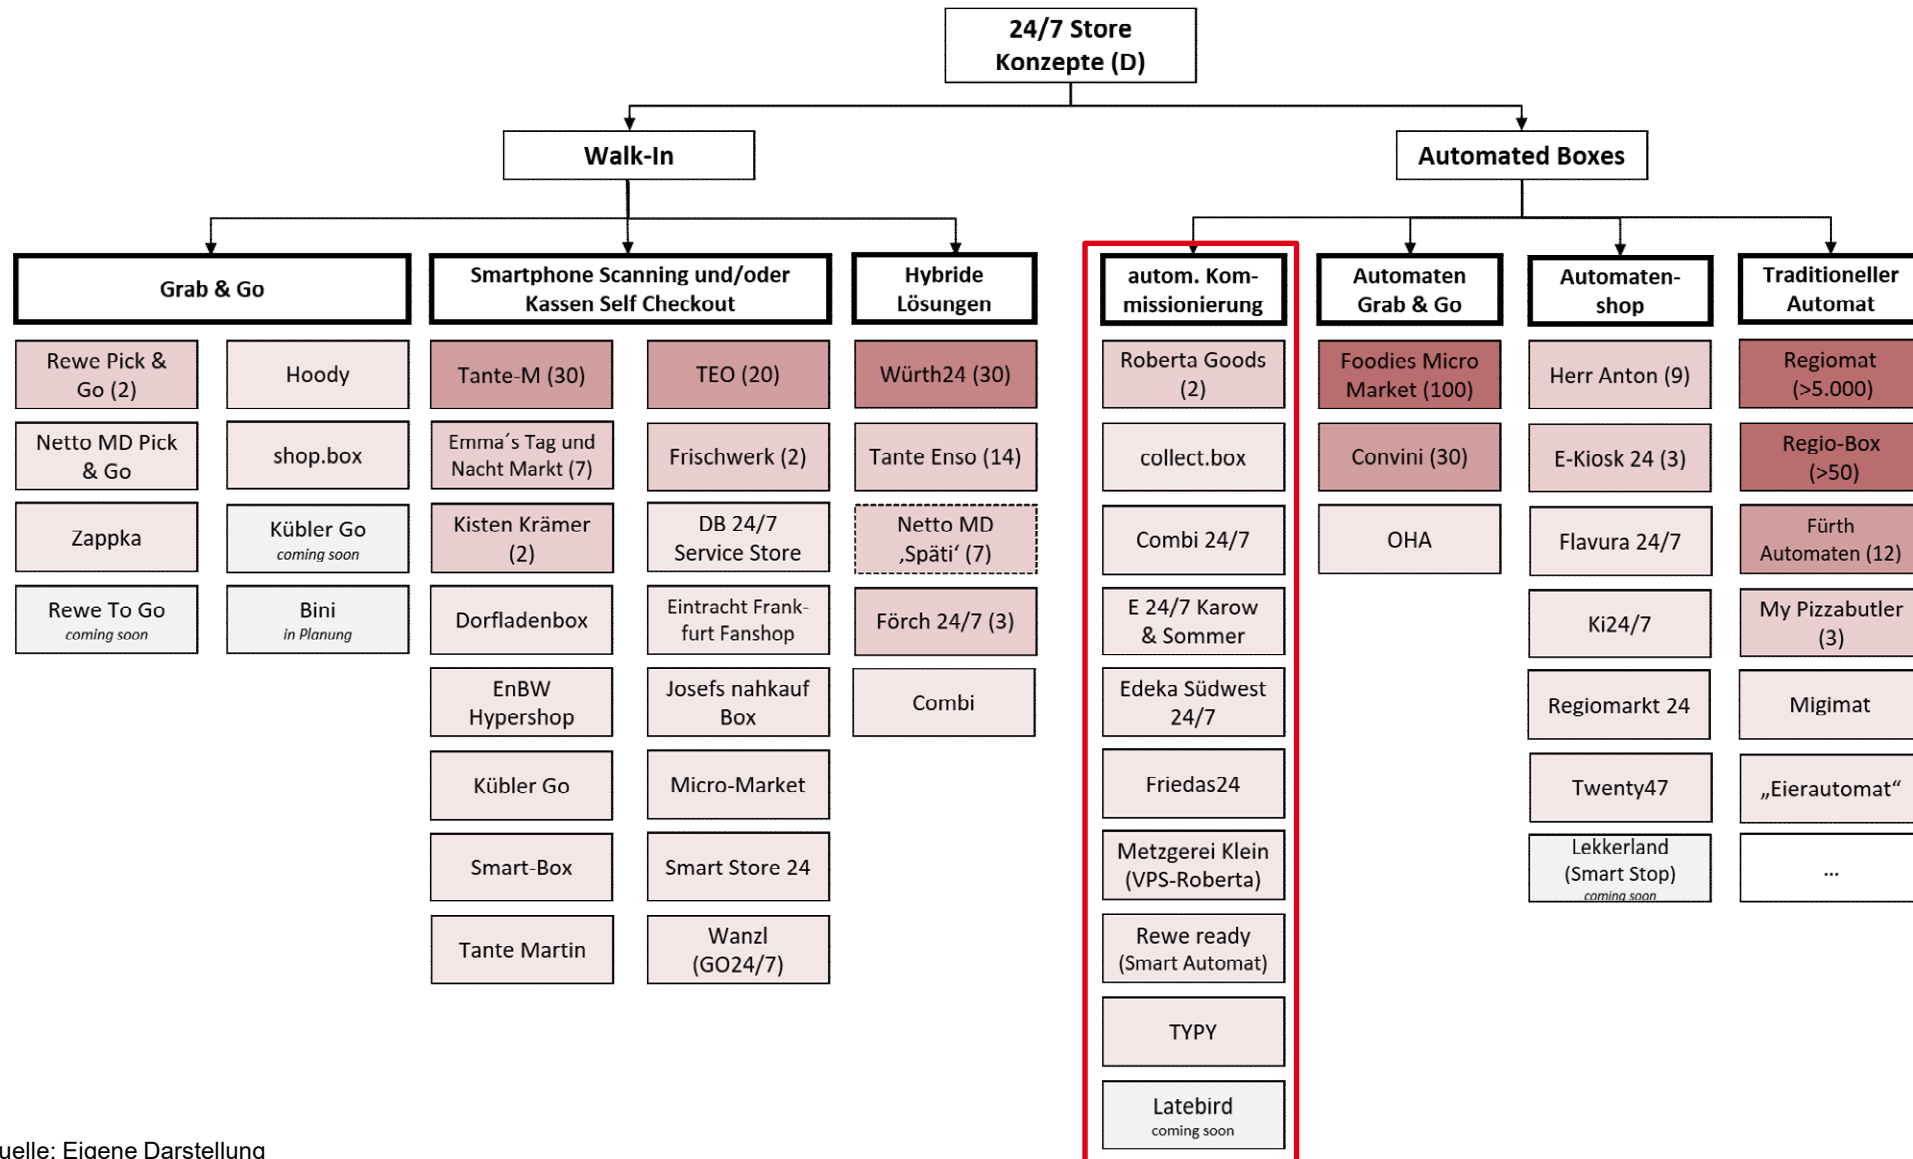 24/7 Store
Konzepte (D)
Walk-In
Automated Boxes
Grab & Go
Smartphone Scanning und/oder
Kassen Self Checkout
Hybride
Lösungen
autom. Kom-
missionierung
Automaten
Grab & Go
Automaten-
shop
Traditioneller
Automat
Rewe Pick &
Go (2)
Netto MD Pick
& Go
Zappka
Rewe To Go
coming soon
Hoody
shop.box
Kübler Go
coming soon
Bini
in Planung
Tante-M (30)
Emma´s Tag und
Nacht Markt (7)
Kisten Krämer
(2)
Dorfladenbox
EnBW
Hypershop
Kübler Go
Smart-Box
Tante Martin
TEO (20)
Frischwerk (2)
DB 24/7
Service Store
Eintracht Frank-
furt Fanshop
Josefs nahkauf
Box
Micro-Market
Smart Store 24
Wanzl
(GO24/7)
Würth24 (30)
Tante Enso (14)
Netto MD
‚Späti‘ (7)
Förch 24/7 (3)
Combi
Roberta Goods
(2)
collect.box
Combi 24/7
E 24/7 Karow
& Sommer
Edeka Südwest
24/7
Friedas24
Metzgerei Klein
(VPS-Roberta)
Rewe ready
(Smart Automat)
TYPY
Latebird
coming soon
Foodies Micro
Market (100)
Convini (30)
OHA
Herr Anton (9)
E-Kiosk 24 (3)
Flavura 24/7
Ki24/7
Regiomarkt 24
Twenty47
Lekkerland
(Smart Stop)
coming soon
Regiomat
(>5.000)
Regio-Box
(>50)
Fürth
Automaten (12)
My Pizzabutler
(3)
Migimat
„Eierautomat“
...
uelle: Eigene Darstellung